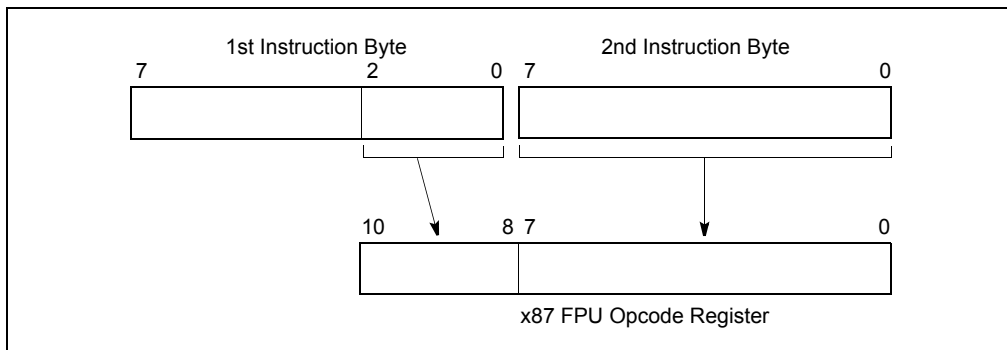 1st Instruction Byte 2nd Instruction Byte
7 2 0 7 0
10 8 7 0
x87 FPU Opcode Register